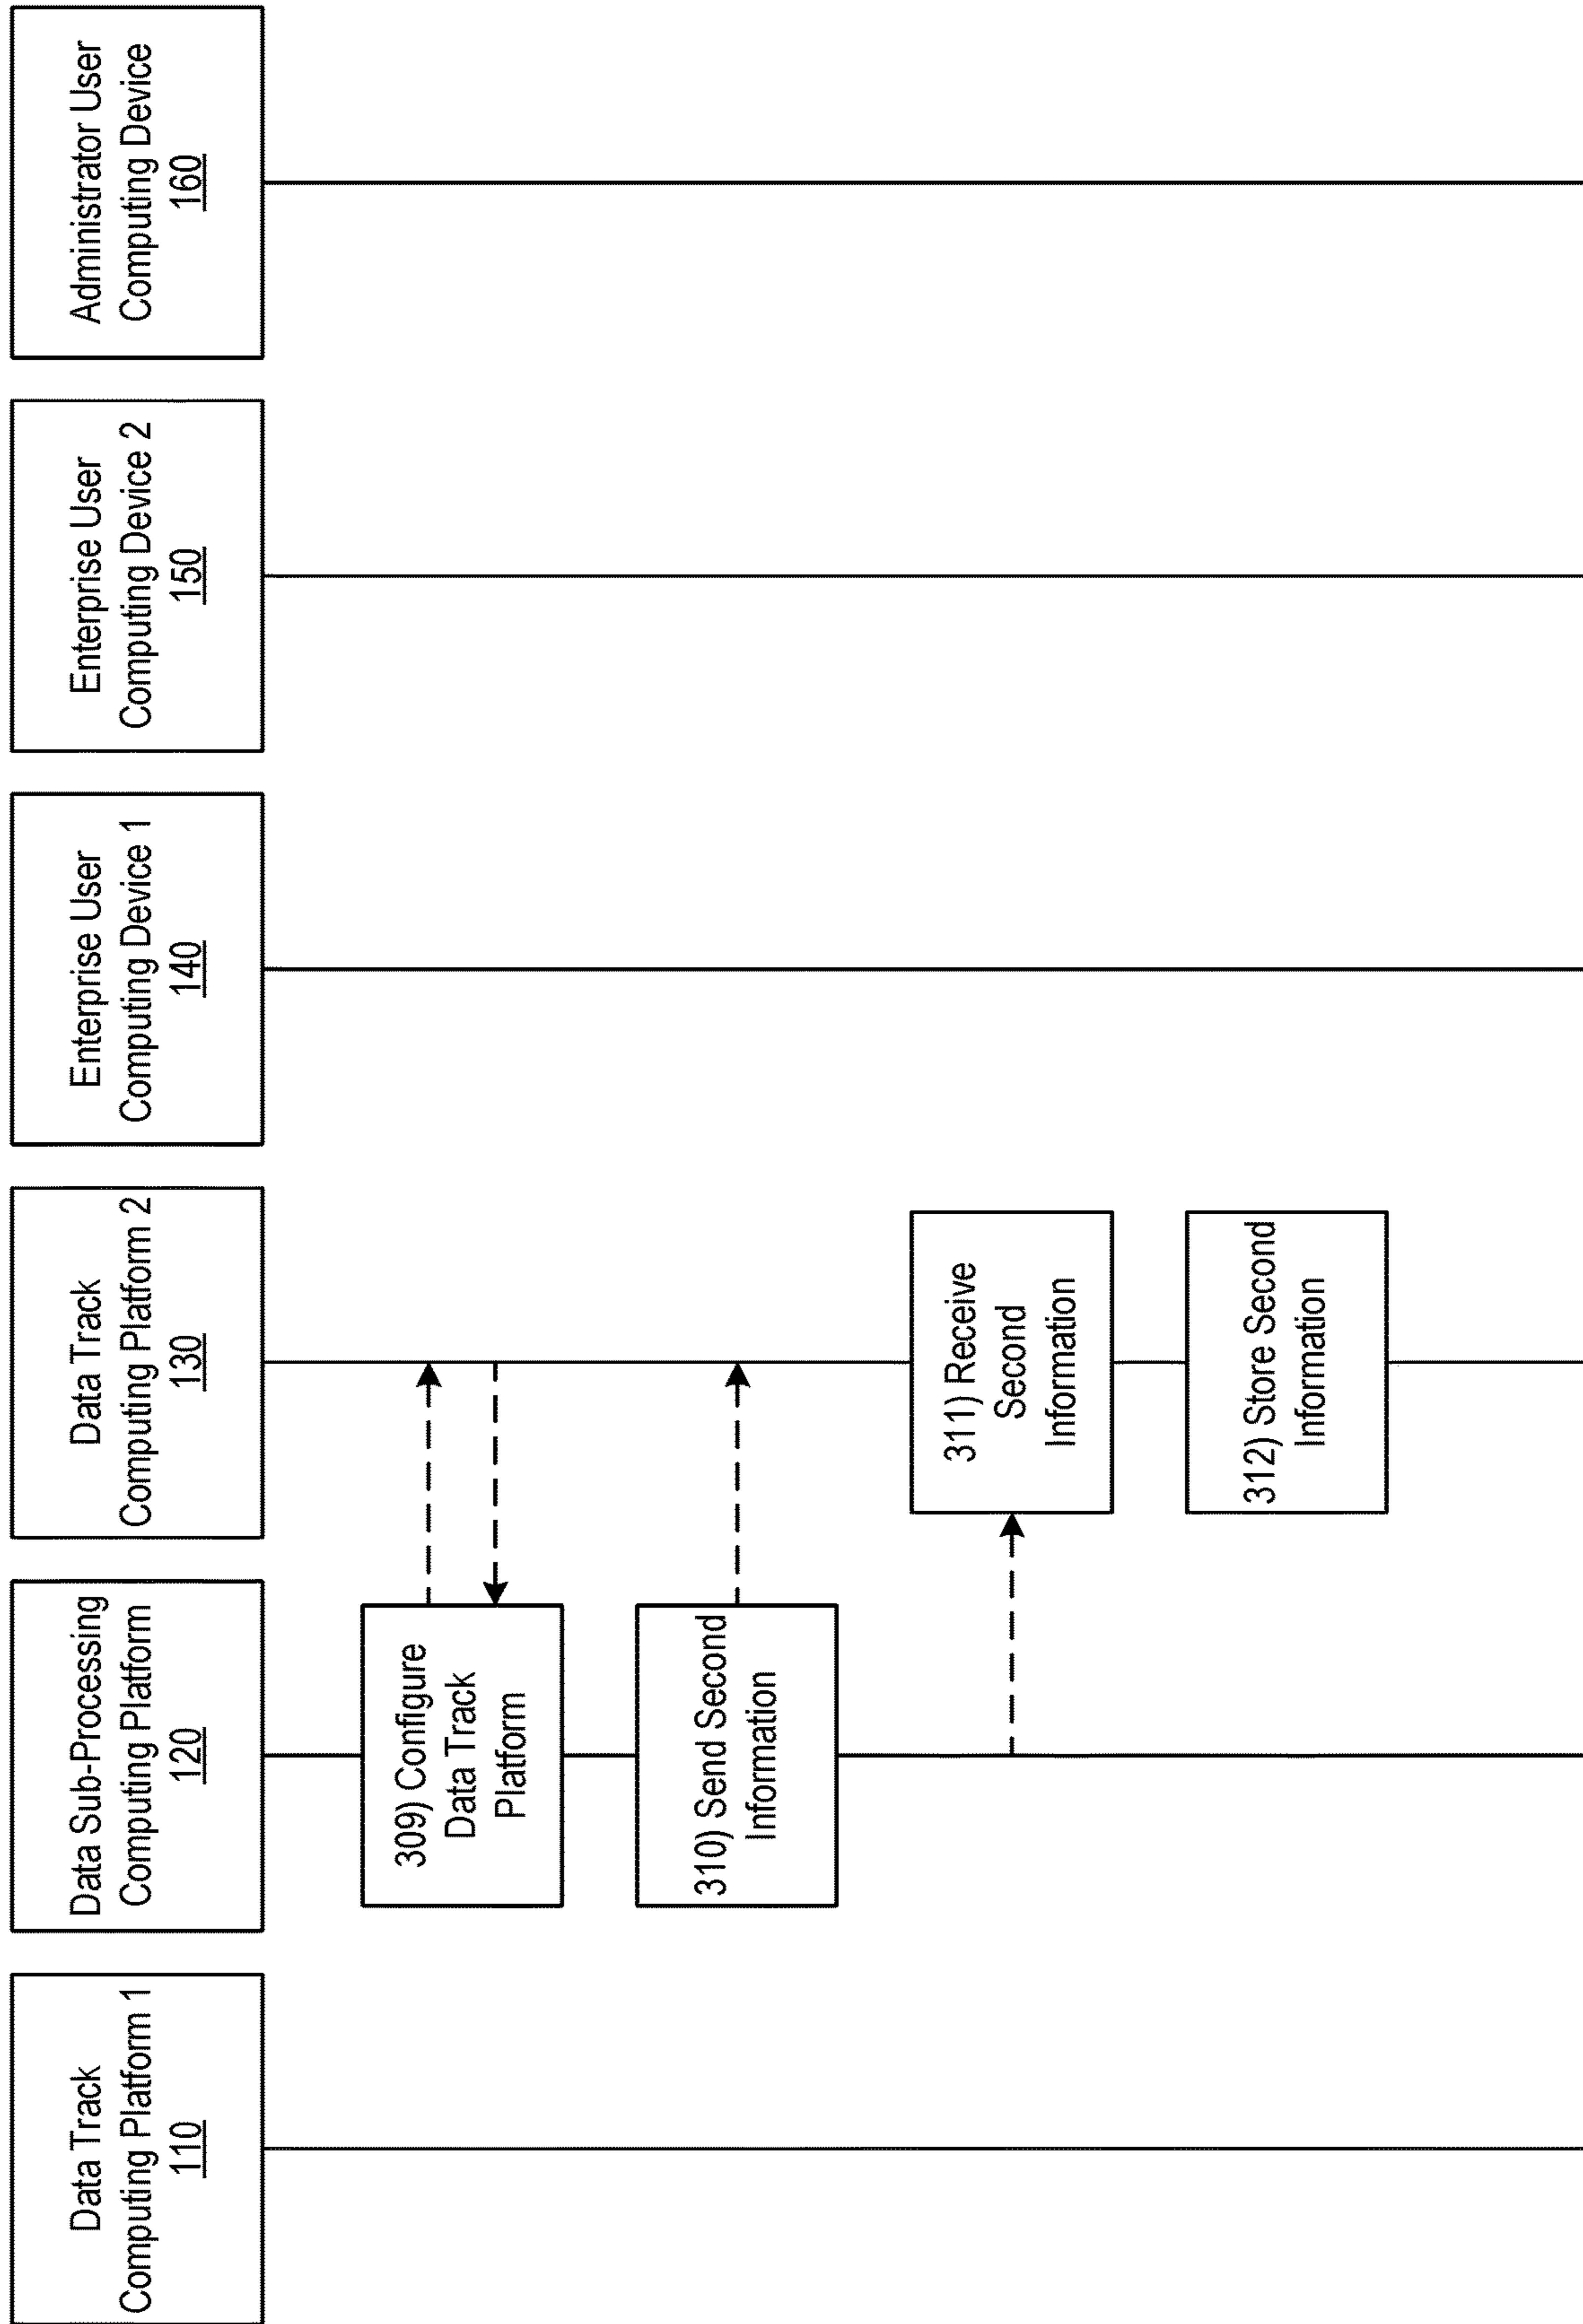 Data Track
Computing Platform 1
110
Data Sub-Processing
Computing Platform
120
Data Track
Computing Platform 2
130
Enterprise User
Computing Device 1
140
Enterprise User
Computing Device 2
150
Administrator User
Computing Device
160
309) Configure
Data Track
Platform
310) Send Second
Information
311) Receive
Second
Information
312) Store Second
Information